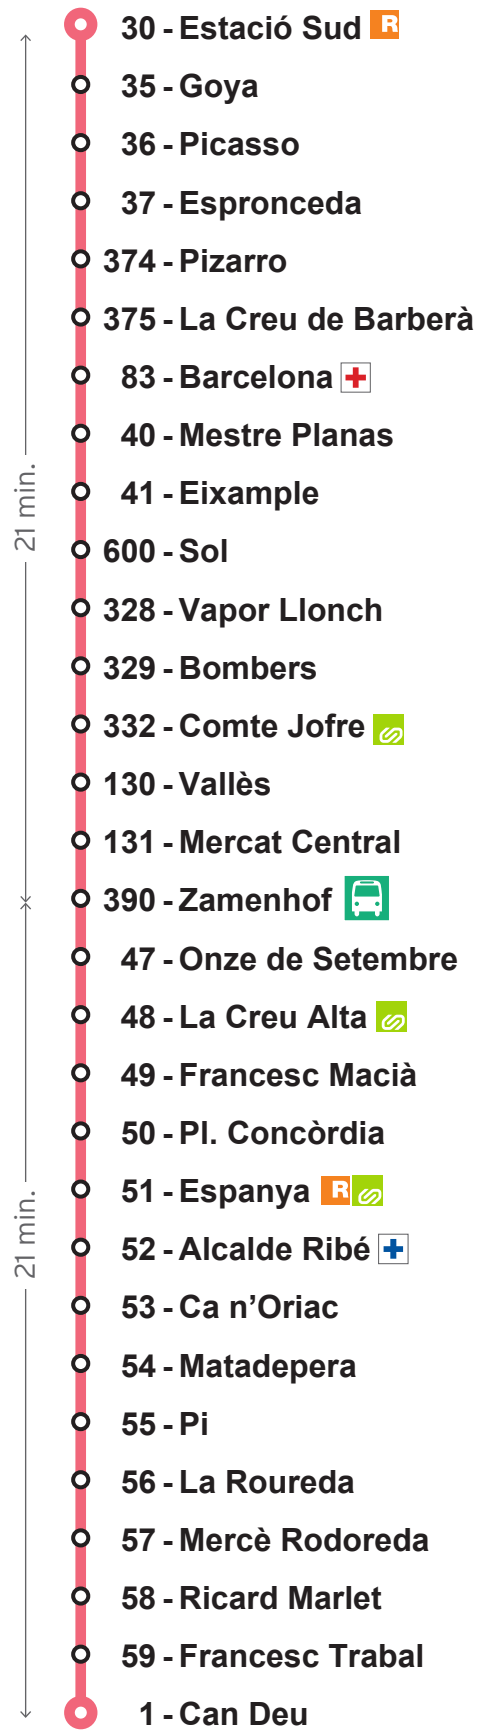 30 - Estació Sud R
35 - Goya
36 - Picasso
37 - Espronceda
374 - Pizarro
375 - La Creu de Barberà
83 - Barcelona
40 - Mestre Planas
41 - Eixample
21 min.
600 - Sol
328 - Vapor Llonch
329 - Bombers
332 - Comte Jofre
130 - Vallès
131 - Mercat Central
390 - Zamenhof
47 - Onze de Setembre
48 - La Creu Alta
49 - Francesc Macià
50 - Pl. Concòrdia
51 - Espanya R
21 min.
52 - Alcalde Ribé
53 - Ca n’Oriac
54 - Matadepera
55 - Pi
56 - La Roureda
57 - Mercè Rodoreda
58 - Ricard Marlet
59 - Francesc Trabal
1 - Can Deu